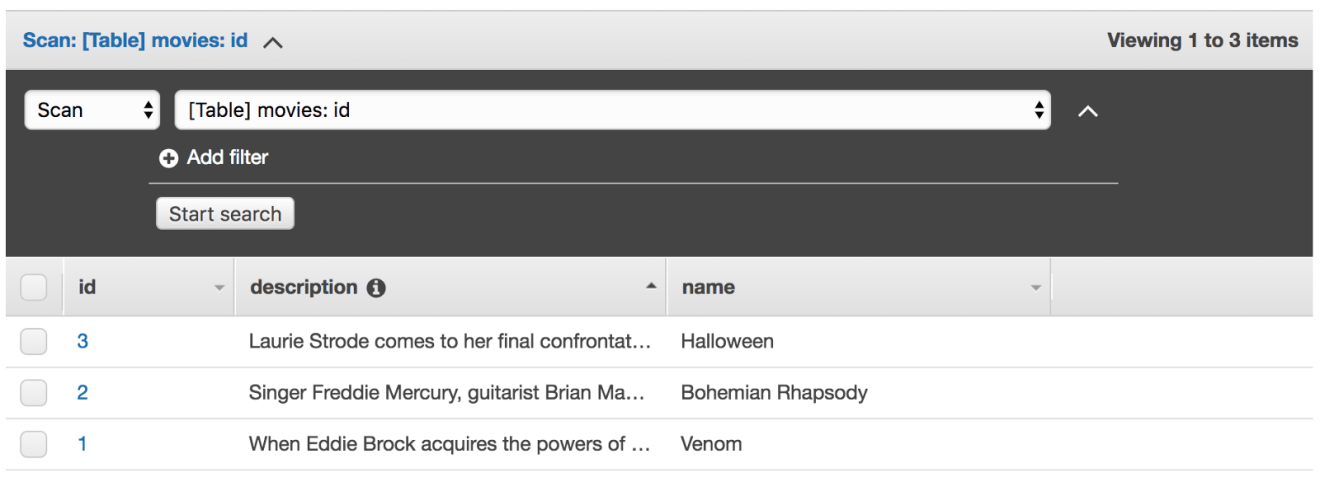 Scan: [Table] movies: id Viewing 1 to 3 items
Scan [Table] movies: id
Add filter
Start search
id description name
3 Laurie Strode comes to her final confrontat... Halloween
2 Singer Freddie Mercury, guitarist Brian Ma... Bohemian Rhapsody
1 When Eddie Brock acquires the powers of ... Venom